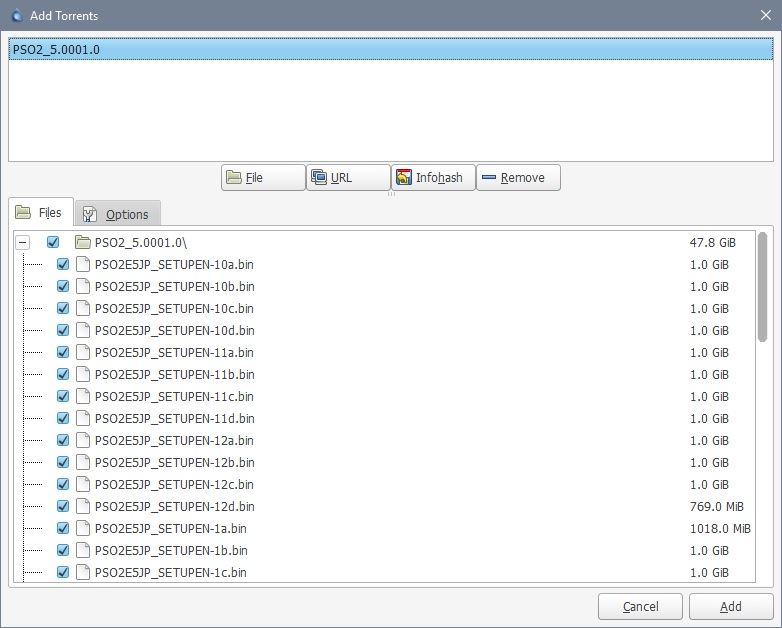 Add Torrents
PSO2_5.0001.0
File URL Infohash Remove
Files Options
PSO2_5.0001.0\ 47.8 GiB
PSO2E5JP_SETUPEN-10a.bin 1.0 GiB
PSO2E5JP_SETUPEN-10b.bin 1.0 GiB
PSO2E5JP_SETUPEN-10c.bin 1.0 GiB
PSO2E5JP_SETUPEN-10d.bin 1.0 GiB
PSO2E5JP_SETUPEN-11a.bin 1.0 GiB
PSO2E5JP_SETUPEN-11b.bin 1.0 GiB
PSO2E5JP_SETUPEN-11c.bin 1.0 GiB
PSO2E5JP_SETUPEN-11d.bin 1.0 GiB
PSO2E5JP_SETUPEN-12a.bin 1.0 GiB
PSO2E5JP_SETUPEN-12b.bin 1.0 GiB
PSO2E5JP_SETUPEN-12c.bin 1.0 GiB
PSO2E5JP_SETUPEN-12d.bin 769.0 MiB
PSO2E5JP_SETUPEN-1a.bin 1018.0 MiB
PSO2E5JP_SETUPEN-1b.bin 1.0 GiB
PSO2E5JP_SETUPEN-1c.bin 1.0 GiB
Cancel Add